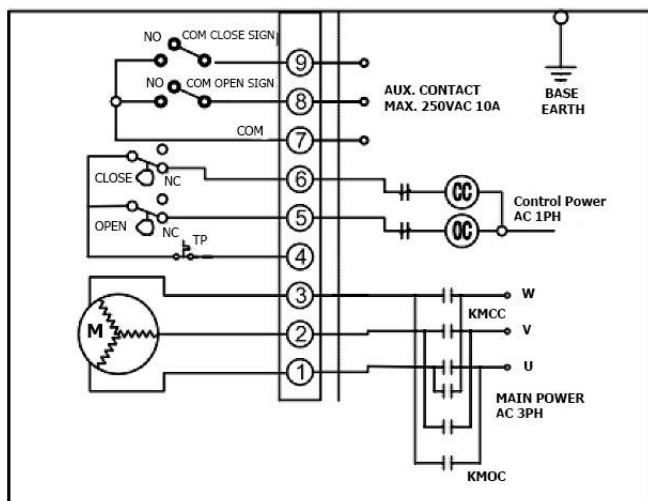 NO COM CLOSE SIGN
9
NO COM OPEN SIGN
8
AUX. CONTACT
MAX. 250VAC 10A
BASE
EARTH
COM
7
CLOSE
NC
6
CC
Control Power
AC 1PH
OPEN
NC
5
OC
TP
4
3
W
KMCC
M
2
V
1
U
MAIN POWER
AC 3PH
KMOC